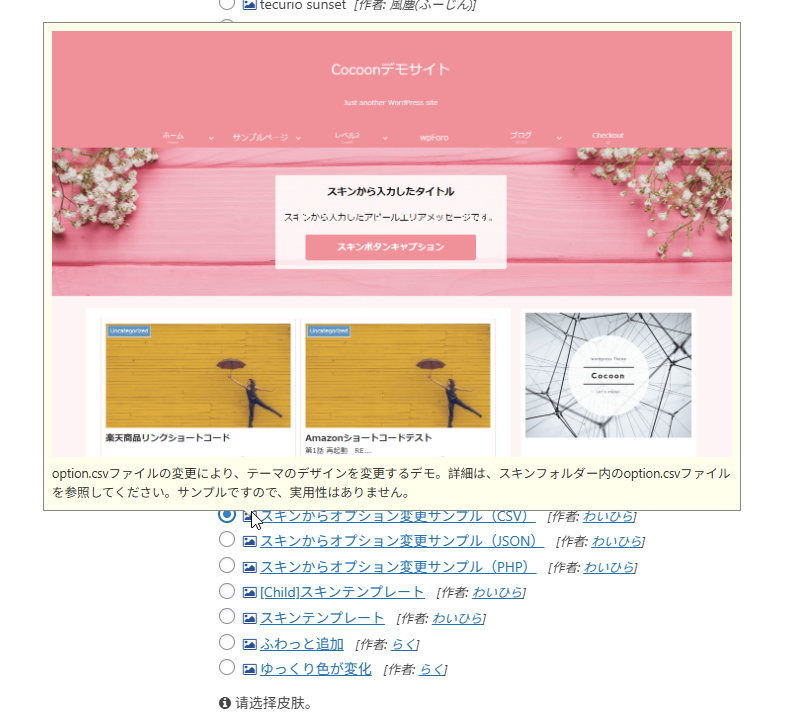 tecurio sunset [作者: 風塵(ふーじん)]
Cocoonデモサイト
Just another WordPress site
ホーム サンプルページ レベル2 wpForo ブログ Checkout
スキンから入力したタイトル
スキンから入力したアピールエリアメッセージです。
スキンボタンキャプション
Uncategorized
Uncategorized
Wordpress Theme
Cocoon
楽天商品リンクショートコード
Amazonショートコードテスト
第1話 再起動 RE...
option.csvファイルの変更により、テーマのデザインを変更するデモ。詳細は、スキンフォルダー内のoption.csvファイル
を参照してください。サンプルですので、実用性はありません。
スキンからオプション変更サンプル（CSV） [作者: わいひら]
スキンからオプション変更サンプル（JSON） [作者: わいひら]
スキンからオプション変更サンプル（PHP） [作者: わいひら]
[Child]スキンテンプレート [作者: わいひら]
スキンテンプレート [作者: わいひら]
ふわっと追加 [作者: らく]
ゆっくり色が変化 [作者: らく]
请选择皮肤。